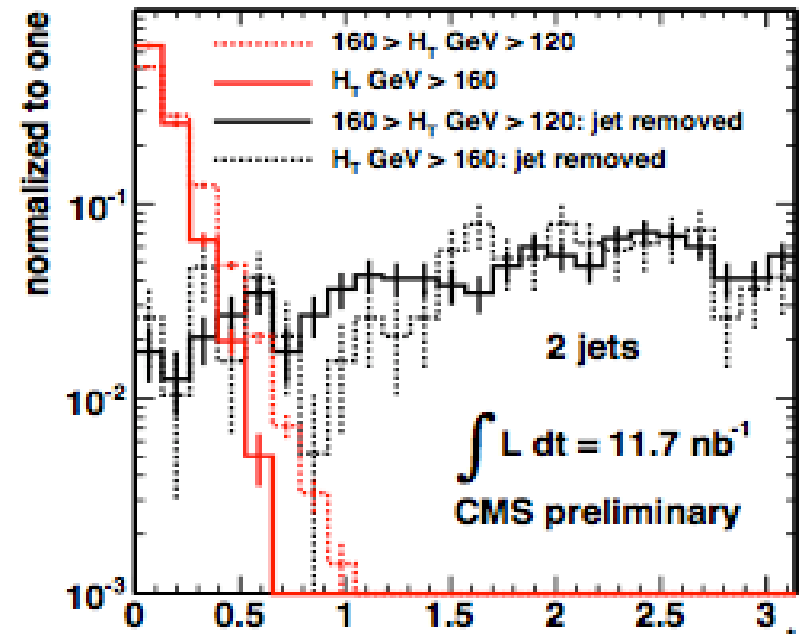 normalized to one
160 > H_T GeV > 120
H_T GeV > 160
160 > H_T GeV > 120: jet removed
H_T GeV > 160: jet removed
10^-1
10^-2
10^-3
2 jets
∫ L dt = 11.7 nb^-1
CMS preliminary
0 0.5 1 1.5 2 2.5 3